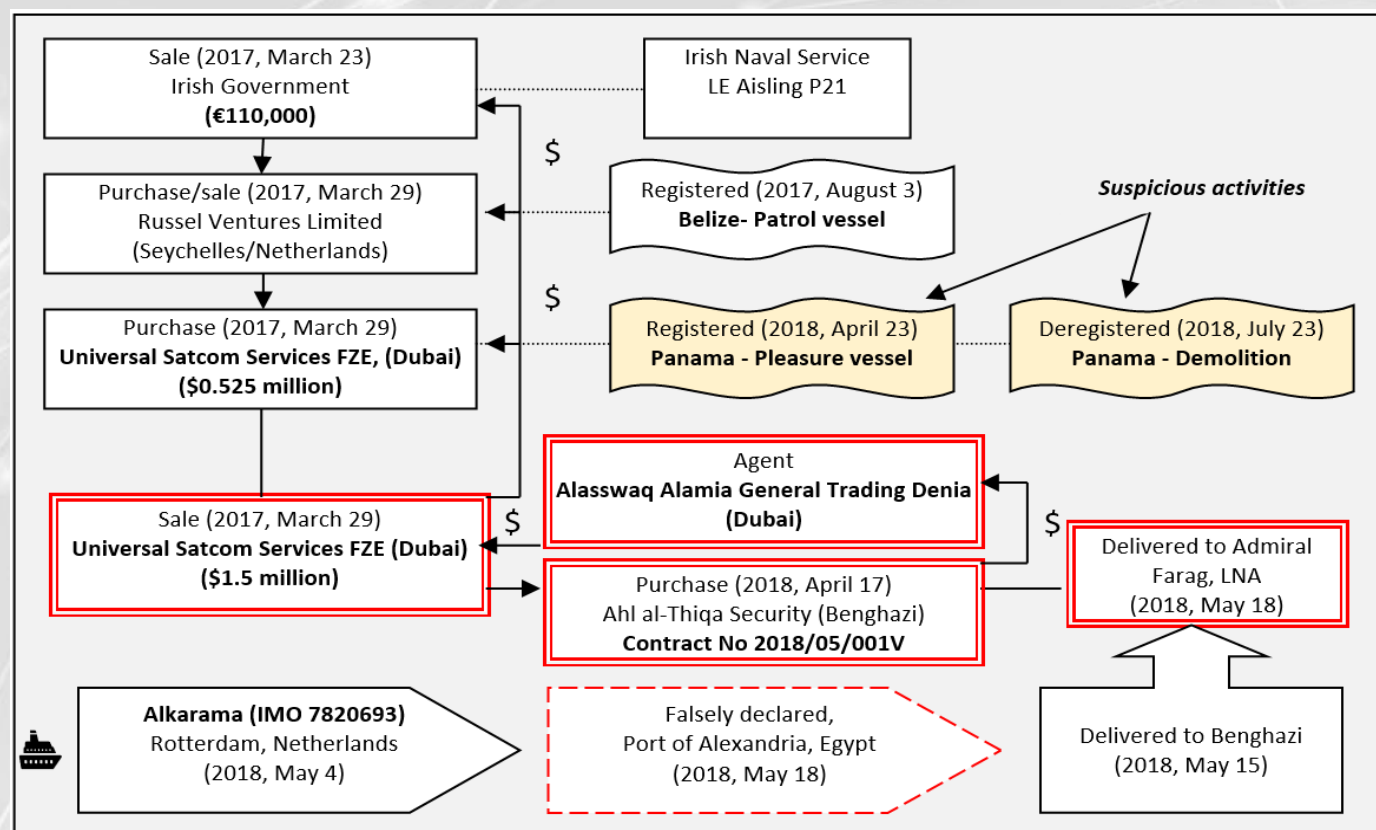 Sale (2017, March 23)
Irish Government
(€110,000)
Irish Naval Service
LE Aisling P21
$
Purchase/sale (2017, March 29)
Russel Ventures Limited
(Seychelles/Netherlands)
Registered (2017, August 3)
Belize- Patrol vessel
Suspicious activities
$
Purchase (2017, March 29)
Universal Satcom Services FZE, (Dubai)
($0.525 million)
Registered (2018, April 23)
Panama - Pleasure vessel
Deregistered (2018, July 23)
Panama - Demolition
Agent
Alasswaq Alamia General Trading Denia
(Dubai)
Sale (2017, March 29)
Universal Satcom Services FZE (Dubai)
($1.5 million)
$
$
Purchase (2018, April 17)
Ahl al-Thiqa Security (Benghazi)
Contract No 2018/05/001V
Delivered to Admiral
Farag, LNA
(2018, May 18)
Alkarama (IMO 7820693)
Rotterdam, Netherlands
(2018, May 4)
Falsely declared,
Port of Alexandria, Egypt
(2018, May 18)
Delivered to Benghazi
(2018, May 15)